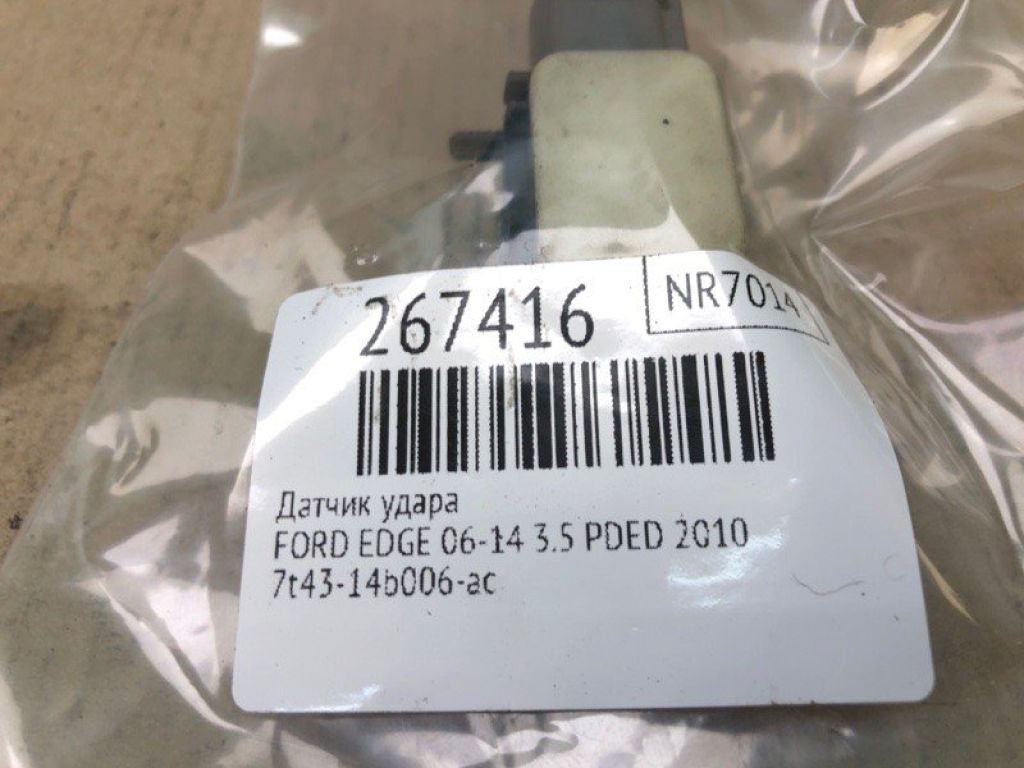 267416
NR7014
Датчик удара
FORD EDGE 06-14 3.5 PDED 2010
7t43-14b006-ac